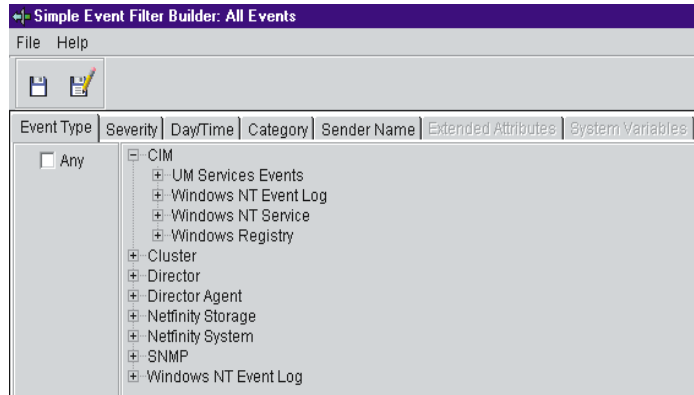 Simple Event Filter Builder: All Events
File Help
Event Type Severity Day/Time Category Sender Name Extended Attributes System Variables
Any
CIM
UM Services Events
Windows NT Event Log
Windows NT Service
Windows Registry
Cluster
Director
Director Agent
Netfinity Storage
Netfinity System
SNMP
Windows NT Event Log